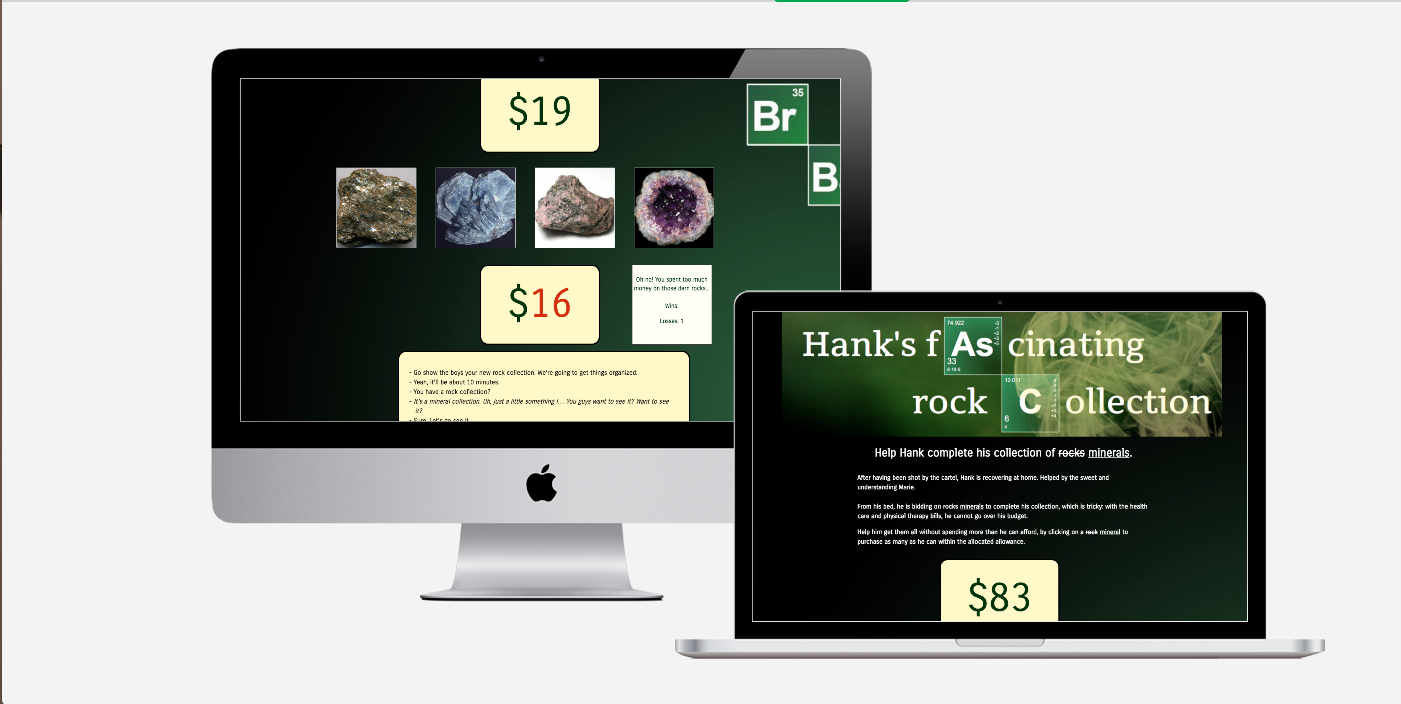 $19
35
Br
B
$16
Oh no! You spent too much
money on those darn rocks..
Wins:
Losses: 1
- Go show the boys your new rock collection. We're going to get things organized.
- Yeah, it'll be about 10 minutes.
- You have a rock collection?
- It's a mineral collection. Uh, just a little something I... You guys want to see it? Want to see
it?
- Sure. Let's go see it.
Hank's f As cinating
74.922
33
rock C ollection
12.011
6
Help Hank complete his collection of rocks minerals.
After having been shot by the cartel, Hank is recovering at home. Helped by the sweet and
understanding Marie.
From his bed, he is bidding on rocks minerals to complete his collection, which is tricky: with the health
care and physical therapy bills, he cannot go over his budget.
Help him get them all without spending more than he can afford, by clicking on a rock mineral to
purchase as many as he can within the allocated allowance.
$83